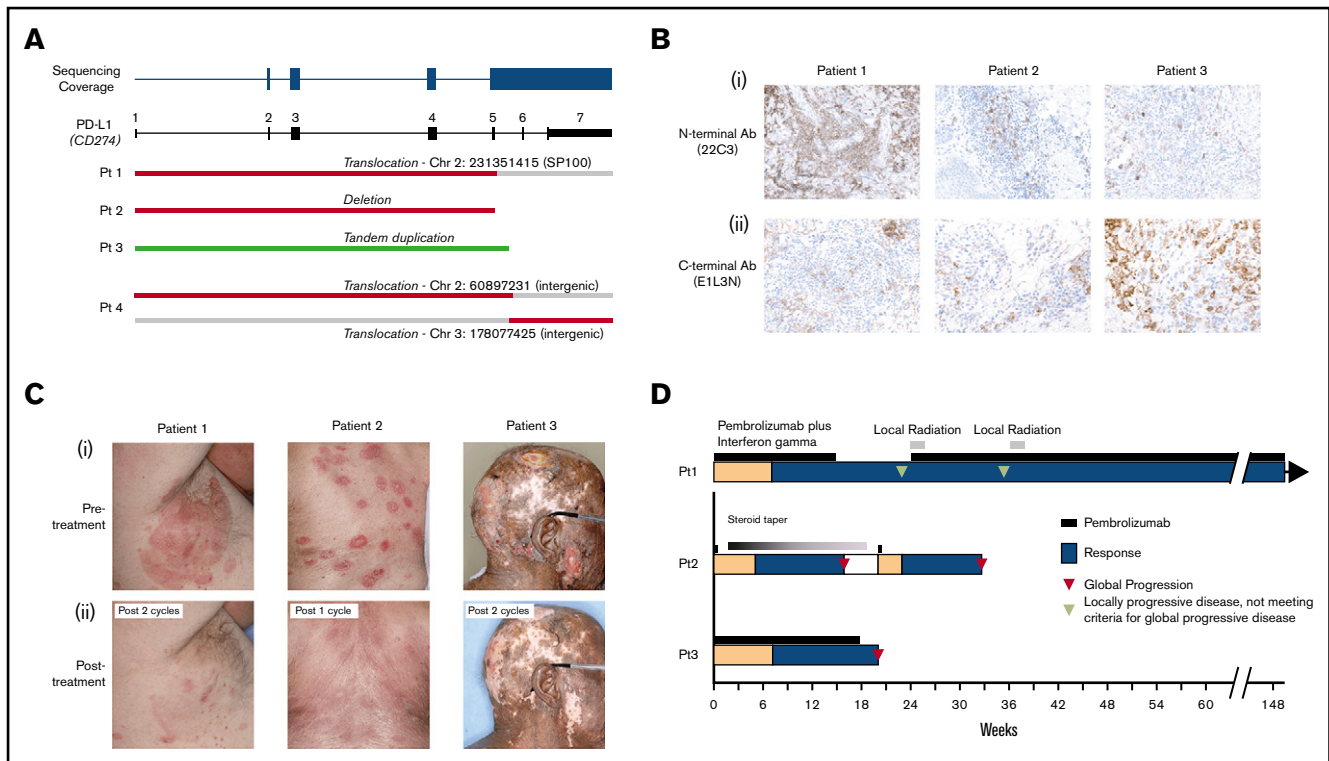 A
Sequencing
Coverage
1 2 3 4 5 6 7
PD-L1
(CD274)
Translocation - Chr 2: 231351415 (SP100)
Pt 1
Deletion
Pt 2
Tandem duplication
Pt 3
Translocation - Chr 2: 60897231 (intergenic)
Pt 4
Translocation - Chr 3: 178077425 (intergenic)
B
Patient 1 Patient 2 Patient 3
(i)
N-terminal Ab
(22C3)
(ii)
C-terminal Ab
(E1L3N)
C
Patient 1 Patient 2 Patient 3
(i)
Pre-
treatment
(ii)
Post 2 cycles Post 1 cycle Post 2 cycles
Post-
treatment
D
Pembrolizumab plus
Interferon gamma
Local Radiation Local Radiation
Pt1
Steroid taper
Pt2
Pt3
Pembrolizumab
Response
Global Progression
Locally progressive disease, not meeting
criteria for global progressive disease
0 6 12 18 24 30 36 42 48 54 60 148
Weeks